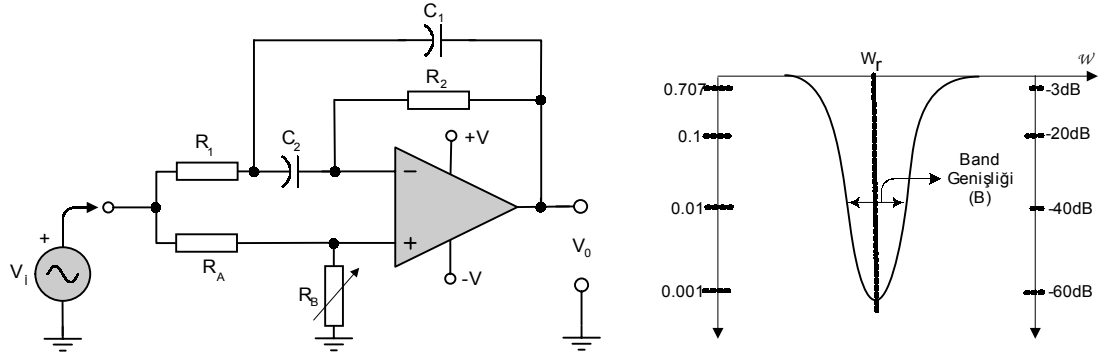 C1
R2
R1
C2
+V
−
+
+
Vi
RA
RB
-V
V0
Wr
w
0.707
-3dB
0.1
-20dB
Band
Genişliği
(B)
0.01
-40dB
0.001
-60dB